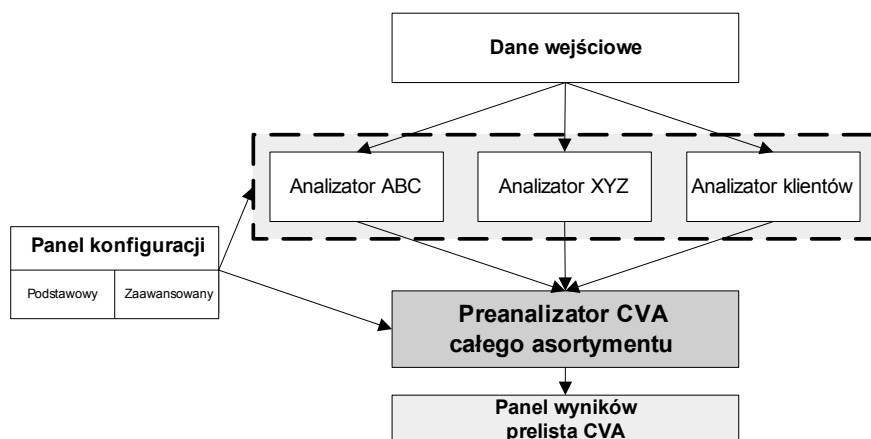 Dane wejściowe
Analizator ABC
Analizator XYZ
Analizator klientów
Panel konfiguracji
Podstawowy
Zaawansowany
Preanalizator CVA
całego asortymentu
Panel wyników
prelista CVA